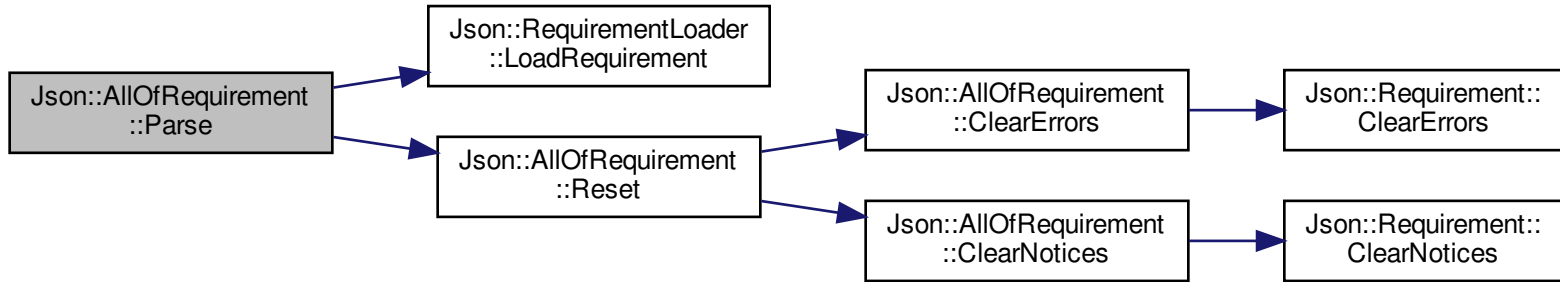 Json::AllOfRequirement
::Parse
Json::RequirementLoader
::LoadRequirement
Json::AllOfRequirement
::Reset
Json::AllOfRequirement
::ClearErrors
Json::Requirement::
ClearErrors
Json::AllOfRequirement
::ClearNotices
Json::Requirement::
ClearNotices